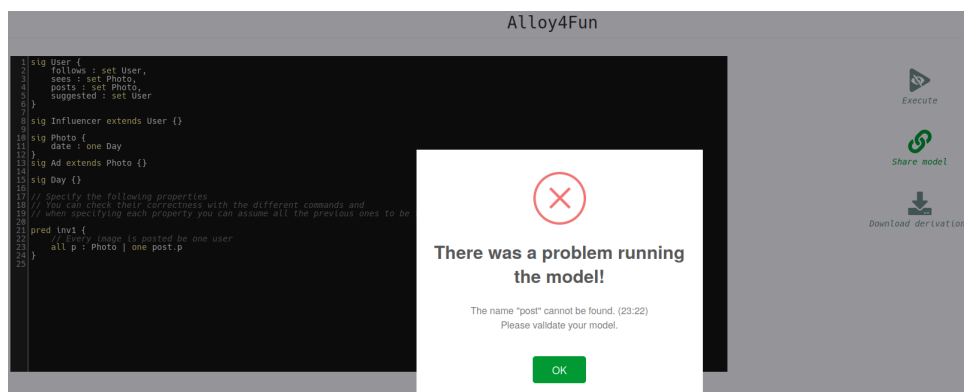 Alloy4Fun
1 sig User {
2 follows : set User,
3 sees : set Photo,
4 posts : set Photo,
5 suggested : set User
6 }
7
8 sig Influencer extends User {}
9
10 sig Photo {
11 date : one Day
12 }
13 sig Ad extends Photo {}
14
15 sig Day {}
16
17 // Specify the following properties
18 // You can check their correctness with the different commands and
19 // when specifying each property you can assume all the previous ones to be
20
21 pred inv1 {
22 // Every image is posted be one user
23 all p : Photo | one post.p
24 }
25
Execute
Share model
Download derivation
There was a problem running
the model!
The name "post" cannot be found. (23:22)
Please validate your model.
OK